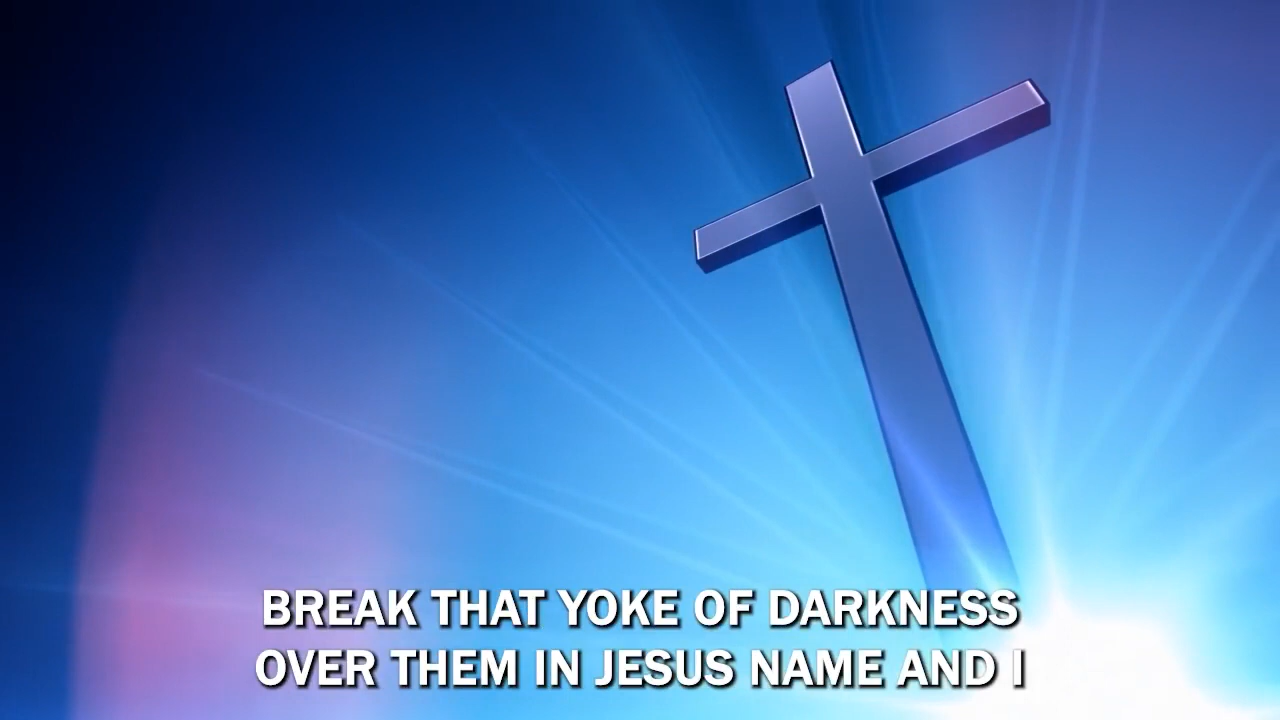 BREAK THAT YOKE OF DARKNESS
OVER THEM IN JESUS NAME AND I